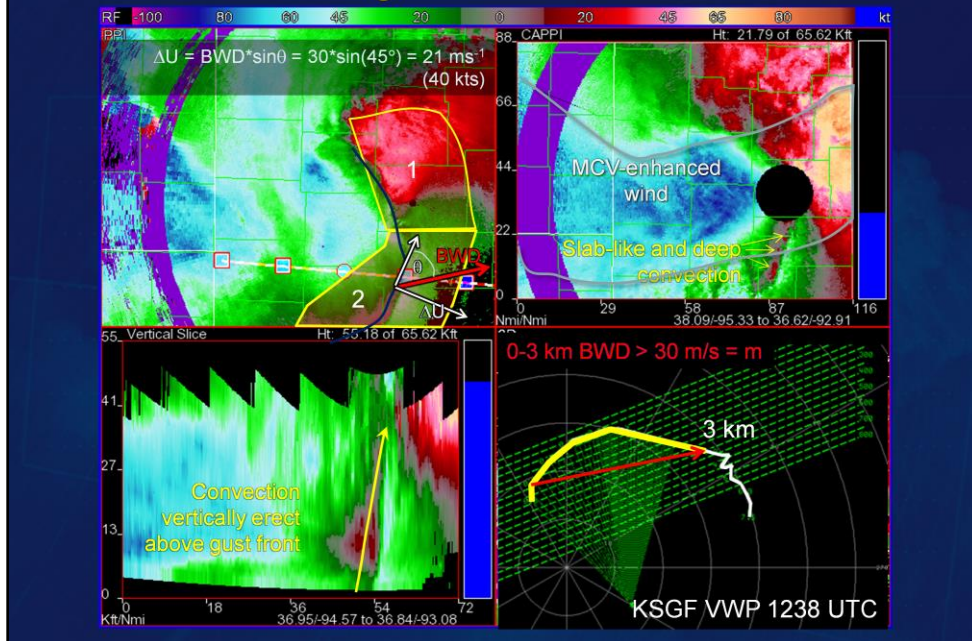 RF -100 80 60 45 20 0 20 45 65 80 kt
PPI
ΔU = BWD*sinθ = 30*sin(45°) = 21 ms-1
(40 kts)
1
BWD
θ
2
ΔU
CAPPI Ht: 21.79 of 65.62 Kft
88
66
44
22
0
MCV-enhanced
wind
Slab-like and deep
convection
0 29 58 87 116
Nmi/Nmi 38.09/-95.33 to 36.62/-92.91
Vertical Slice Ht: 55.18 of 65.62 Kft
55
41
27
13
0
Convection
vertically erect
above gust front
0 18 36 54 72
Kft/Nmi 36.95/-94.57 to 36.84/-93.08
0-3 km BWD > 30 m/s = m
3 km
KSGF VWP 1238 UTC